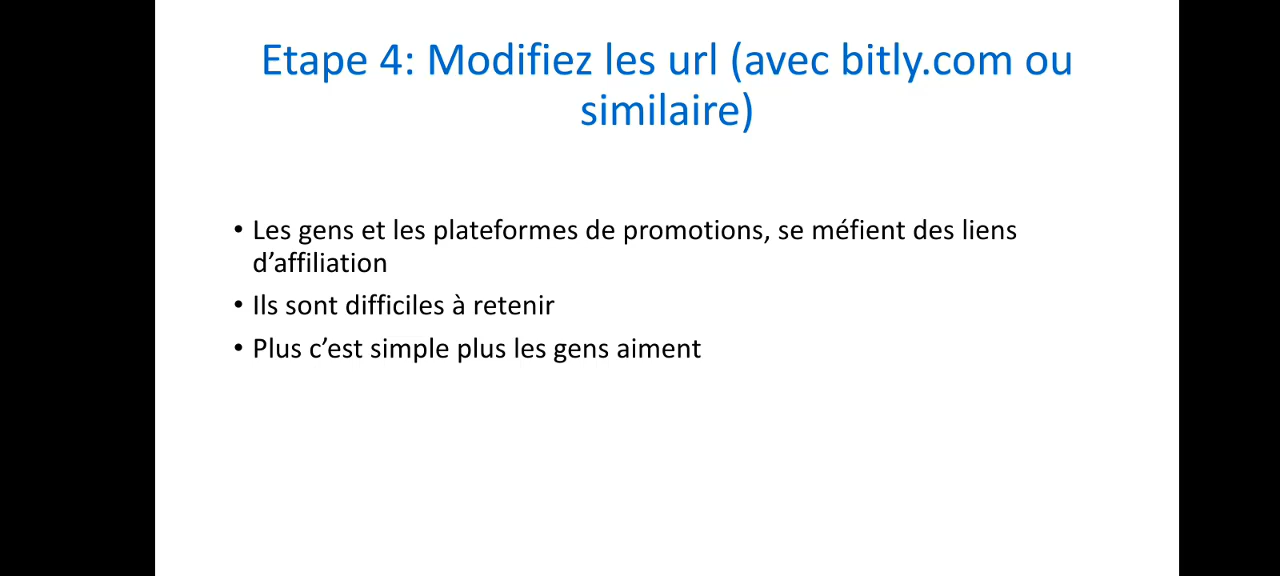 Etape 4: Modifiez les url (avec bitly.com ou
similaire)
• Les gens et les plateformes de promotions, se méfient des liens
d’affiliation
• Ils sont difficiles à retenir
• Plus c’est simple plus les gens aiment